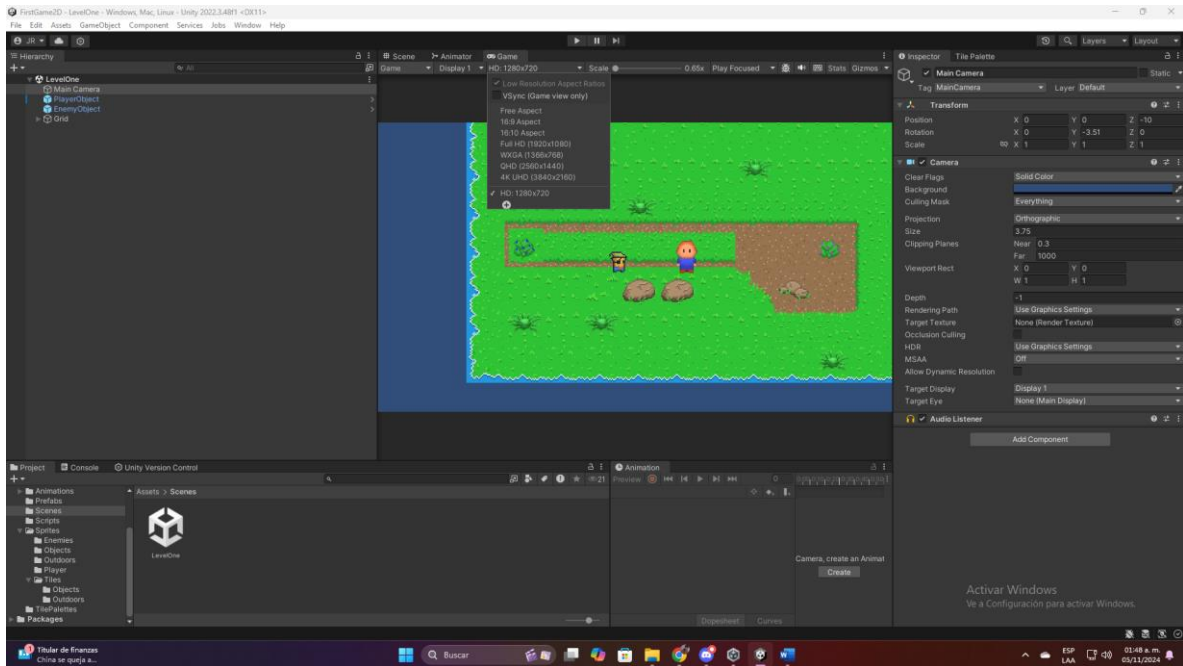 FirstGame2D - LevelOne - Windows, Mac, Linux - Unity 2022.3.48f1 <DX11>
File Edit Assets GameObject Component Services Jobs Window Help
JR Layers Layout
Hierarchy
All
LevelOne
Main Camera
PlayerObject
EnemyObject
Grid
Scene Animator Game
Game Display 1 HD: 1280x720 Scale 0.65x Play Focused Stats Gizmos
Low Resolution Aspect Ratios
VSync (Game view only)
Free Aspect
16:9 Aspect
16:10 Aspect
Full HD (1920x1080)
WXGA (1366x768)
QHD (2560x1440)
4K UHD (3840x2160)
HD: 1280x720
Inspector Tile Palette
Main Camera Static
Tag MainCamera Layer Default
Transform
Position X 0 Y 0 Z -10
Rotation X 0 Y -3.51 Z 0
Scale X 1 Y 1 Z 1
Camera
Clear Flags Solid Color
Background
Culling Mask Everything
Projection Orthographic
Size 3.75
Clipping Planes Near 0.3
Far 1000
Viewport Rect X 0 Y 0
W 1 H 1
Depth -1
Rendering Path Use Graphics Settings
Target Texture None (Render Texture)
Occlusion Culling
HDR Use Graphics Settings
MSAA Off
Allow Dynamic Resolution
Target Display Display 1
Target Eye None (Main Display)
Audio Listener
Add Component
Project Console Unity Version Control
21
Animations
Prefabs
Scenes
Scripts
Sprites
Enemies
Objects
Outdoors
Player
Tiles
Objects
Outdoors
TilePalettes
Packages
Assets > Scenes
LevelOne
Animation
Preview 0
Camera, create an Animat
Create
Dopesheet Curves
Activar Windows
Ve a Configuración para activar Windows.
Titular de finanzas
China se queja a...
Buscar
ESP
LAA
01:48 a. m.
05/11/2024